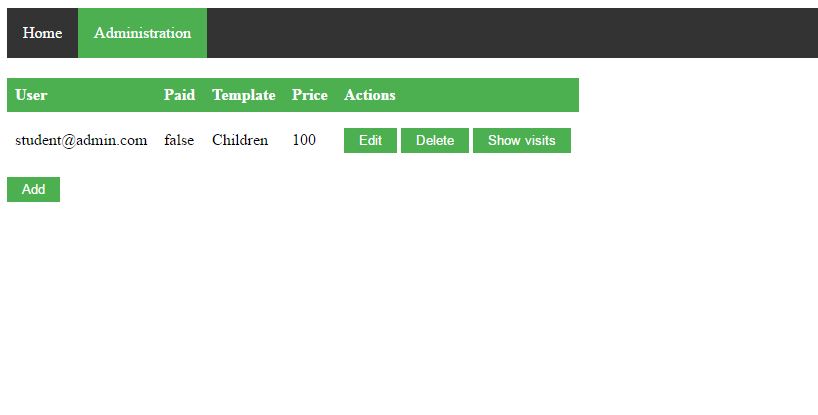 Home Administration
User Paid Template Price Actions
student@admin.com false Children 100 Edit Delete Show visits
Add